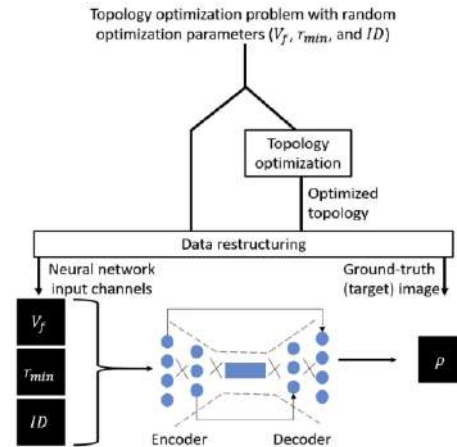 Topology optimization problem with random
optimization parameters (V_f, r_min, and ID)
Topology
optimization
Optimized
topology
Data restructuring
Neural network
input channels
Ground-truth
(target) image
V_f
r_min
ID
ρ
Encoder
Decoder